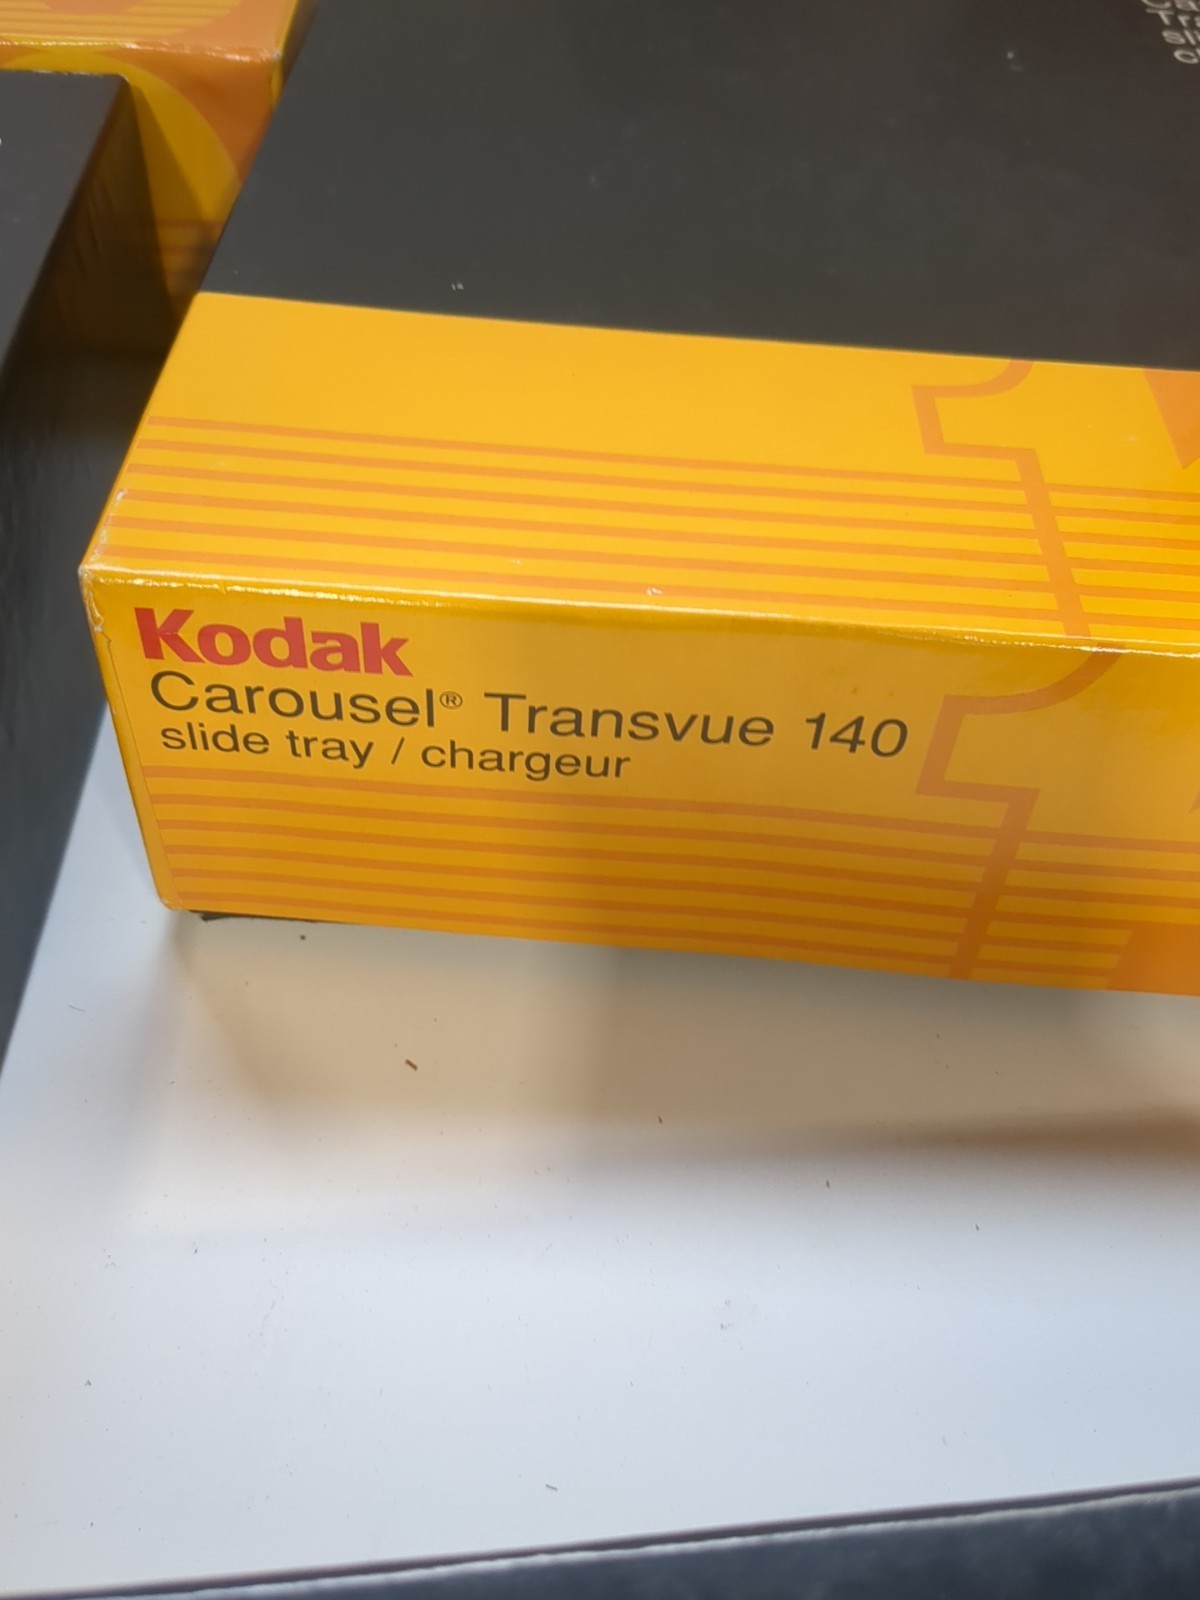 Kodak
Carousel® Transvue 140
slide tray / chargeur